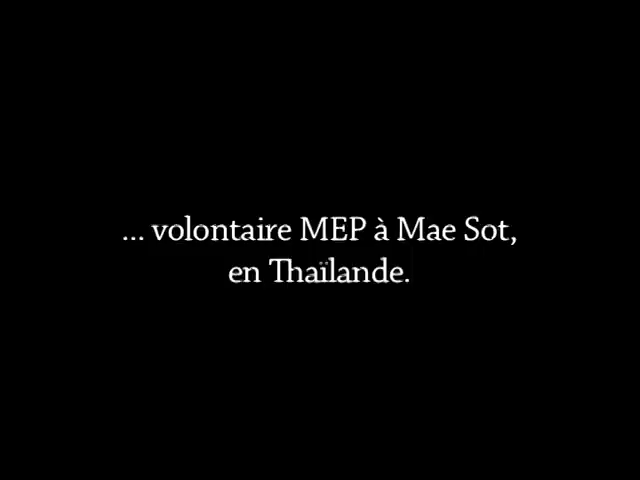 ... volontaire MEP à Mae Sot,
en Thaïlande.